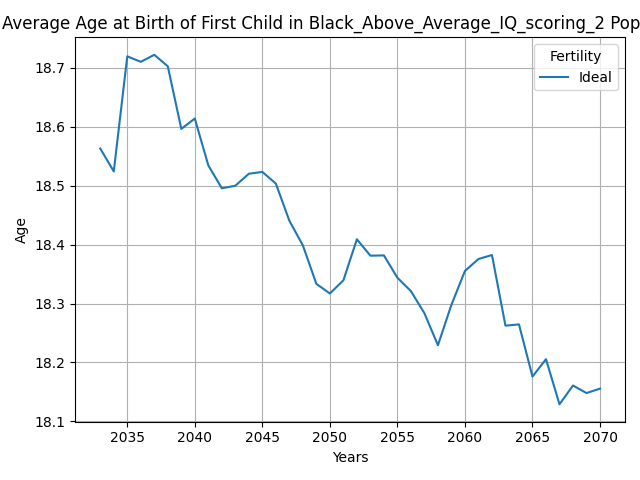 Average Age at Birth of First Child in Black_Above_Average_IQ_scoring_2 Pop
Fertility
Ideal
18.7
18.6
18.5
18.4
18.3
18.2
18.1
Age
2035 2040 2045 2050 2055 2060 2065 2070
Years